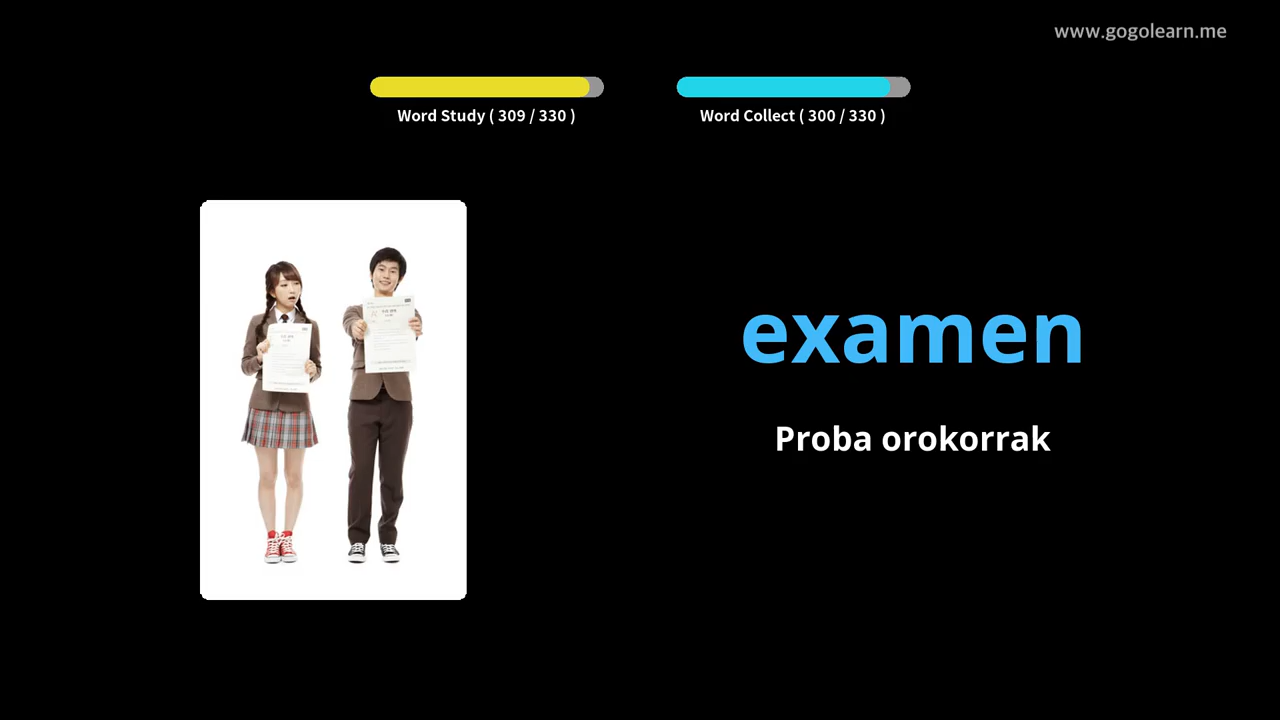 www.gogolearn.me
Word Study ( 309 / 330 )
Word Collect ( 300 / 330 )
examen
Proba orokorrak